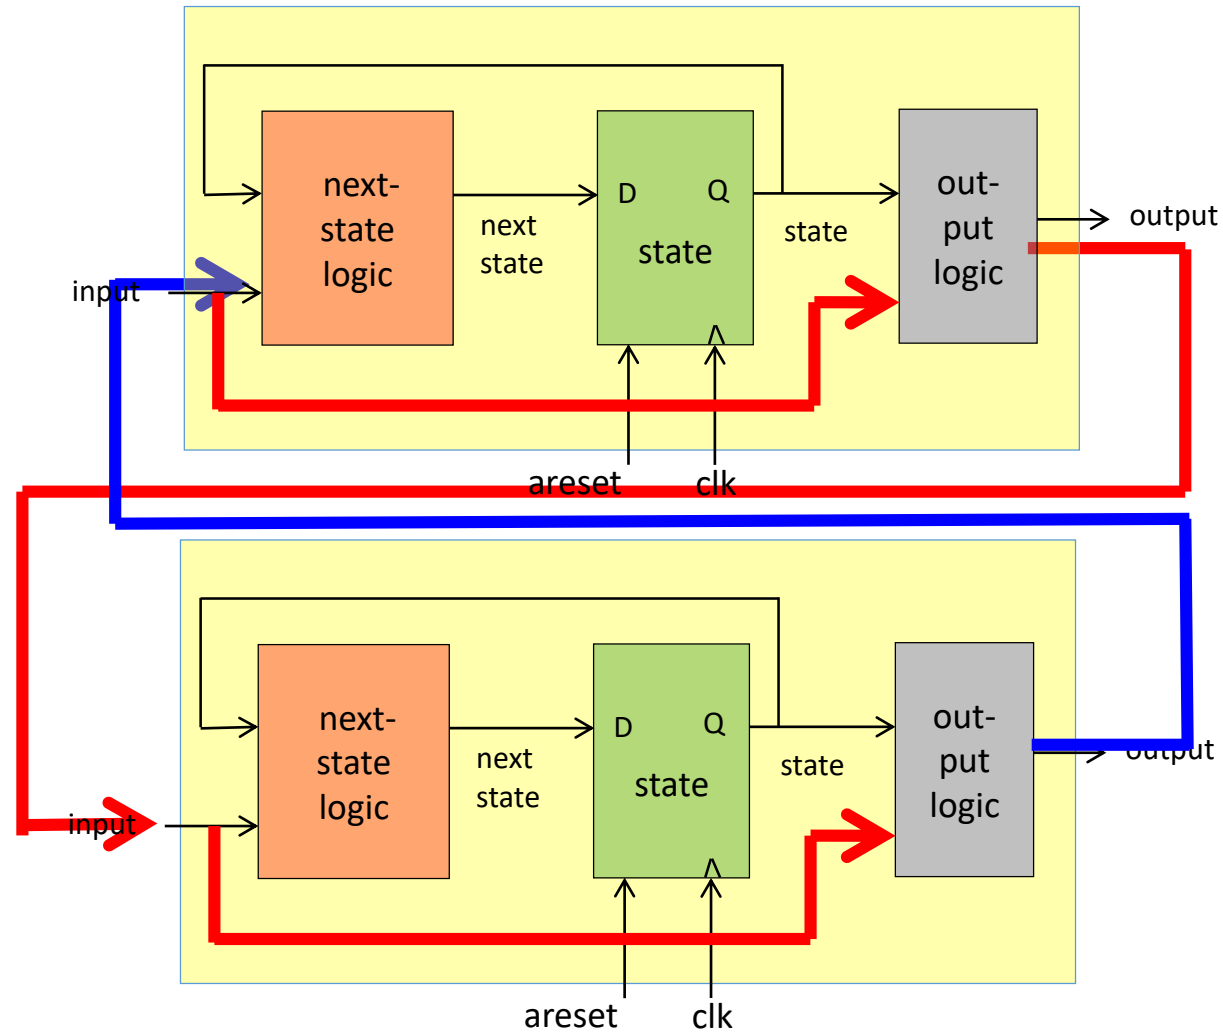 next-
state
logic
next
state
D
Q
state
state
out-
put
logic
output
input
areset
clk
next-
state
logic
next
state
D
Q
state
state
out-
put
logic
output
input
areset
clk